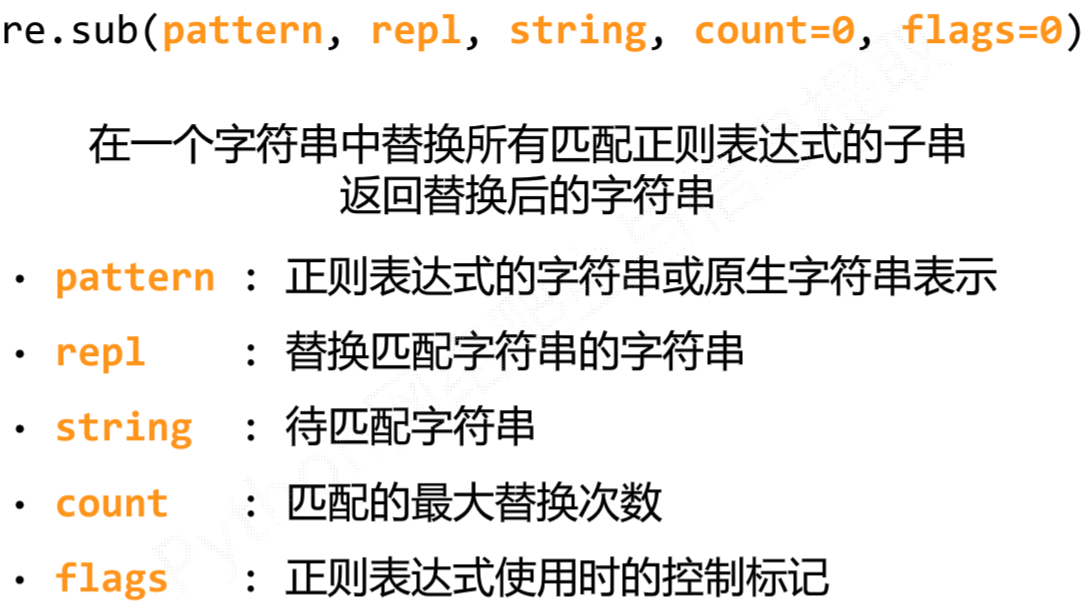 re.sub(pattern, repl, string, count=0, flags=0)
在一个字符串中替换所有匹配正则表达式的子串
返回替换后的字符串
· pattern : 正则表达式的字符串或原生字符串表示
· repl : 替换匹配字符串的字符串
· string : 待匹配字符串
· count : 匹配的最大替换次数
· flags : 正则表达式使用时的控制标记